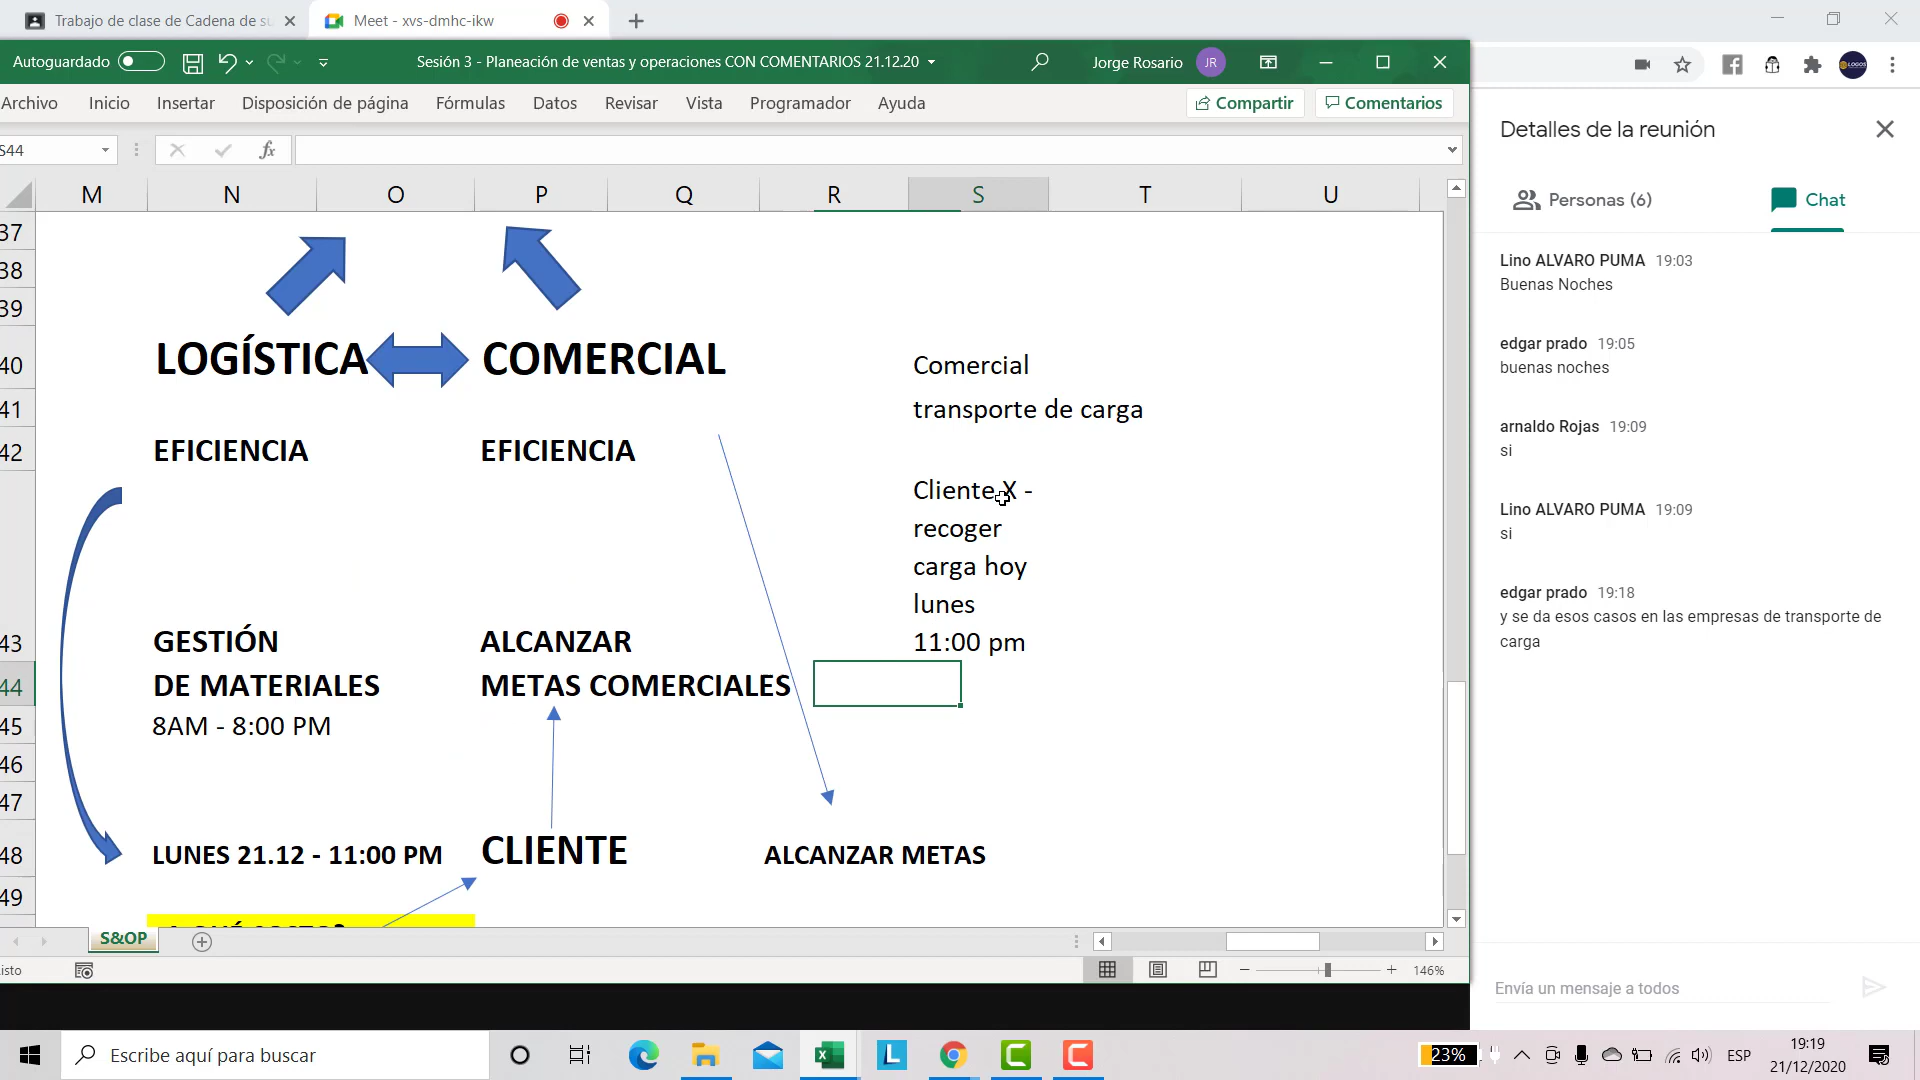 Trabajo de clase de Cadena de su
Meet - xvs-dmhc-ikw
Autoguardado
Sesión 3 - Planeación de ventas y operaciones CON COMENTARIOS 21.12.20
Jorge Rosario
JR
Archivo
Inicio
Insertar
Disposición de página
Fórmulas
Datos
Revisar
Vista
Programador
Ayuda
Compartir
Comentarios
S44
fx
M N O P Q R S T U
37
38
39
40
41
42
43
44
45
46
47
48
49
LOGÍSTICA
COMERCIAL
Comercial
transporte de carga
EFICIENCIA
EFICIENCIA
Cliente X -
recoger
carga hoy
lunes
11:00 pm
GESTIÓN
ALCANZAR
DE MATERIALES
METAS COMERCIALES
8AM - 8:00 PM
LUNES 21.12 - 11:00 PM
CLIENTE
ALCANZAR METAS
S&OP
146%
Detalles de la reunión
Personas (6)
Chat
Lino ALVARO PUMA 19:03
Buenas Noches
edgar prado 19:05
buenas noches
arnaldo Rojas 19:09
si
Lino ALVARO PUMA 19:09
si
edgar prado 19:18
y se da esos casos en las empresas de transporte de
carga
Envía un mensaje a todos
Escribe aquí para buscar
23%
ESP
19:19
21/12/2020